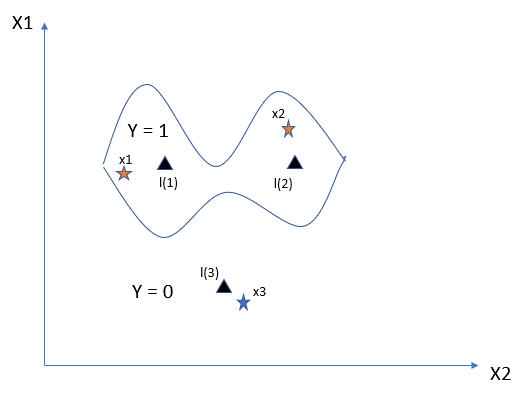 X1
x2
Y = 1
x1
l(1)
l(2)
l(3)
Y = 0
x3
X2